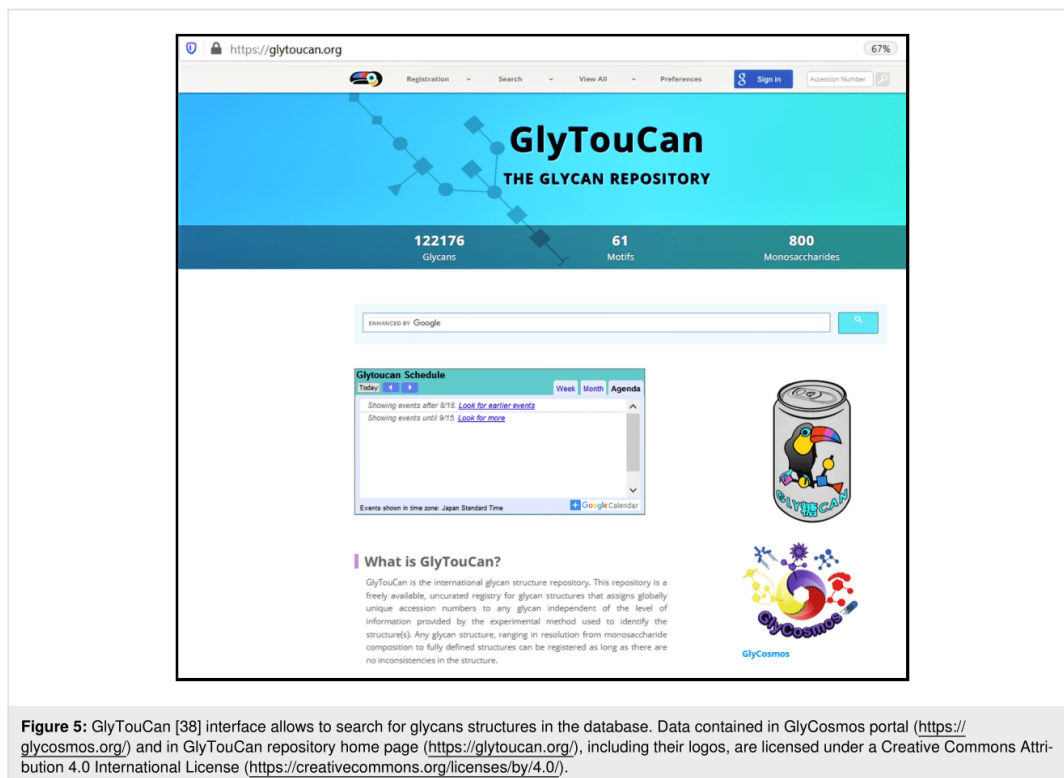 https://glytoucan.org
67%
Registration Search View All Preferences
Sign in
Accession Number
GlyTouCan
THE GLYCAN REPOSITORY
122176 61 800
Glycans Motifs Monosaccharides
ENHANCED BY Google
Glytoucan Schedule
Today
Week Month Agenda
Showing events after 8/18. Look for earlier events
Showing events until 9/15. Look for more
Events shown in time zone: Japan Standard Time
Google Calendar
GLY糖CAN
What is GlyTouCan?
GlyTouCan is the international glycan structure repository. This repository is a
freely available, uncurated registry for glycan structures that assigns globally
unique accession numbers to any glycan independent of the level of
information provided by the experimental method used to identify the
structure(s). Any glycan structure, ranging in resolution from monosaccharide
composition to fully defined structures can be registered as long as there are
no inconsistencies in the structure.
GlyCosmos
GlyCosmos
Figure 5: GlyTouCan [38] interface allows to search for glycans structures in the database. Data contained in GlyCosmos portal (https://
glycosmos.org/) and in GlyTouCan repository home page (https://glytoucan.org/), including their logos, are licensed under a Creative Commons Attri-
bution 4.0 International License (https://creativecommons.org/licenses/by/4.0/).